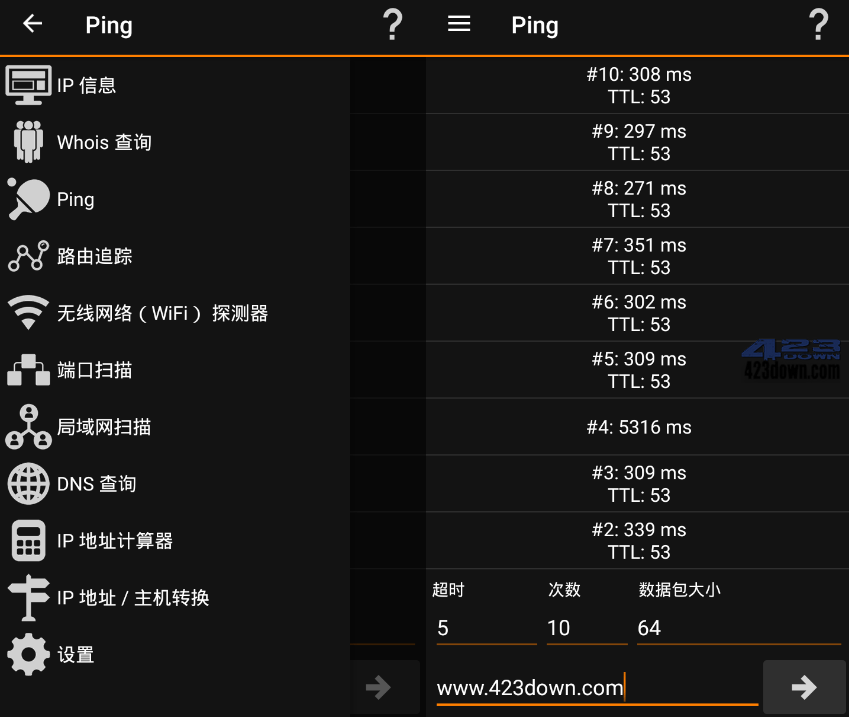 Ping
?
IP 信息
Whois 查询
Ping
路由追踪
无线网络（WiFi） 探测器
端口扫描
局域网扫描
DNS 查询
IP 地址计算器
IP 地址 / 主机转换
设置
Ping
?
#10: 308 ms
TTL: 53
#9: 297 ms
TTL: 53
#8: 271 ms
TTL: 53
#7: 351 ms
TTL: 53
#6: 302 ms
TTL: 53
#5: 309 ms
TTL: 53
423
DOWN
423down.com
#4: 5316 ms
#3: 309 ms
TTL: 53
#2: 339 ms
TTL: 53
超时 次数 数据包大小
5 10 64
www.423down.com